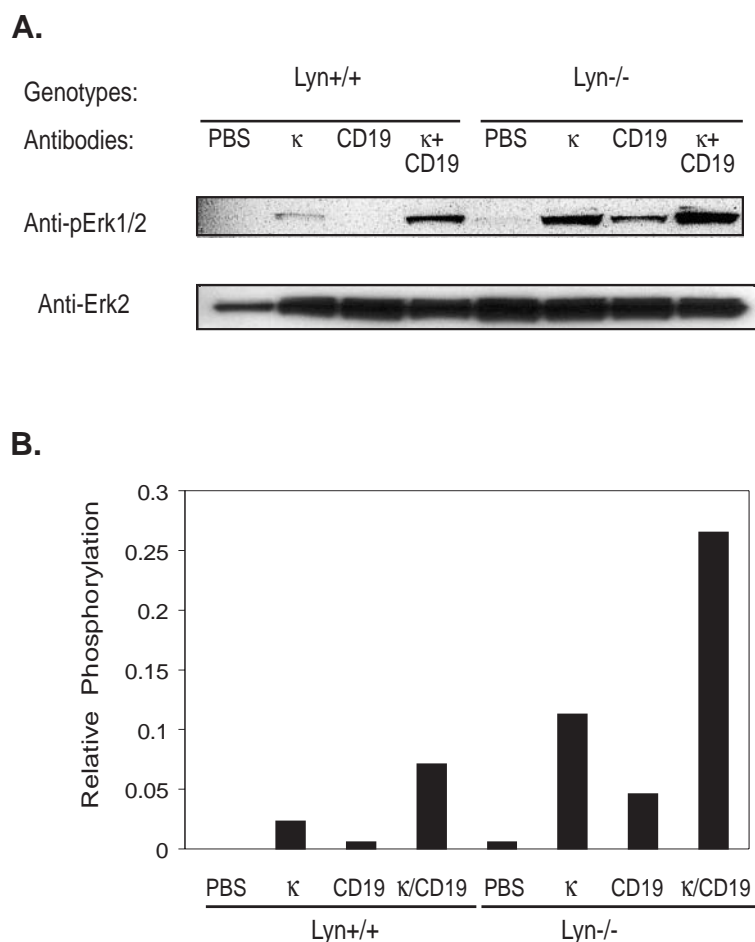 A.
Genotypes: Lyn+/+ Lyn-/-
Antibodies: PBS κ CD19 κ+ CD19 PBS κ CD19 κ+ CD19
Anti-pErk1/2
Anti-Erk2
B.
Relative Phosphorylation
0.3
0.25
0.2
0.15
0.1
0.05
0
PBS κ CD19 κ/CD19 PBS κ CD19 κ/CD19
Lyn+/+ Lyn-/-